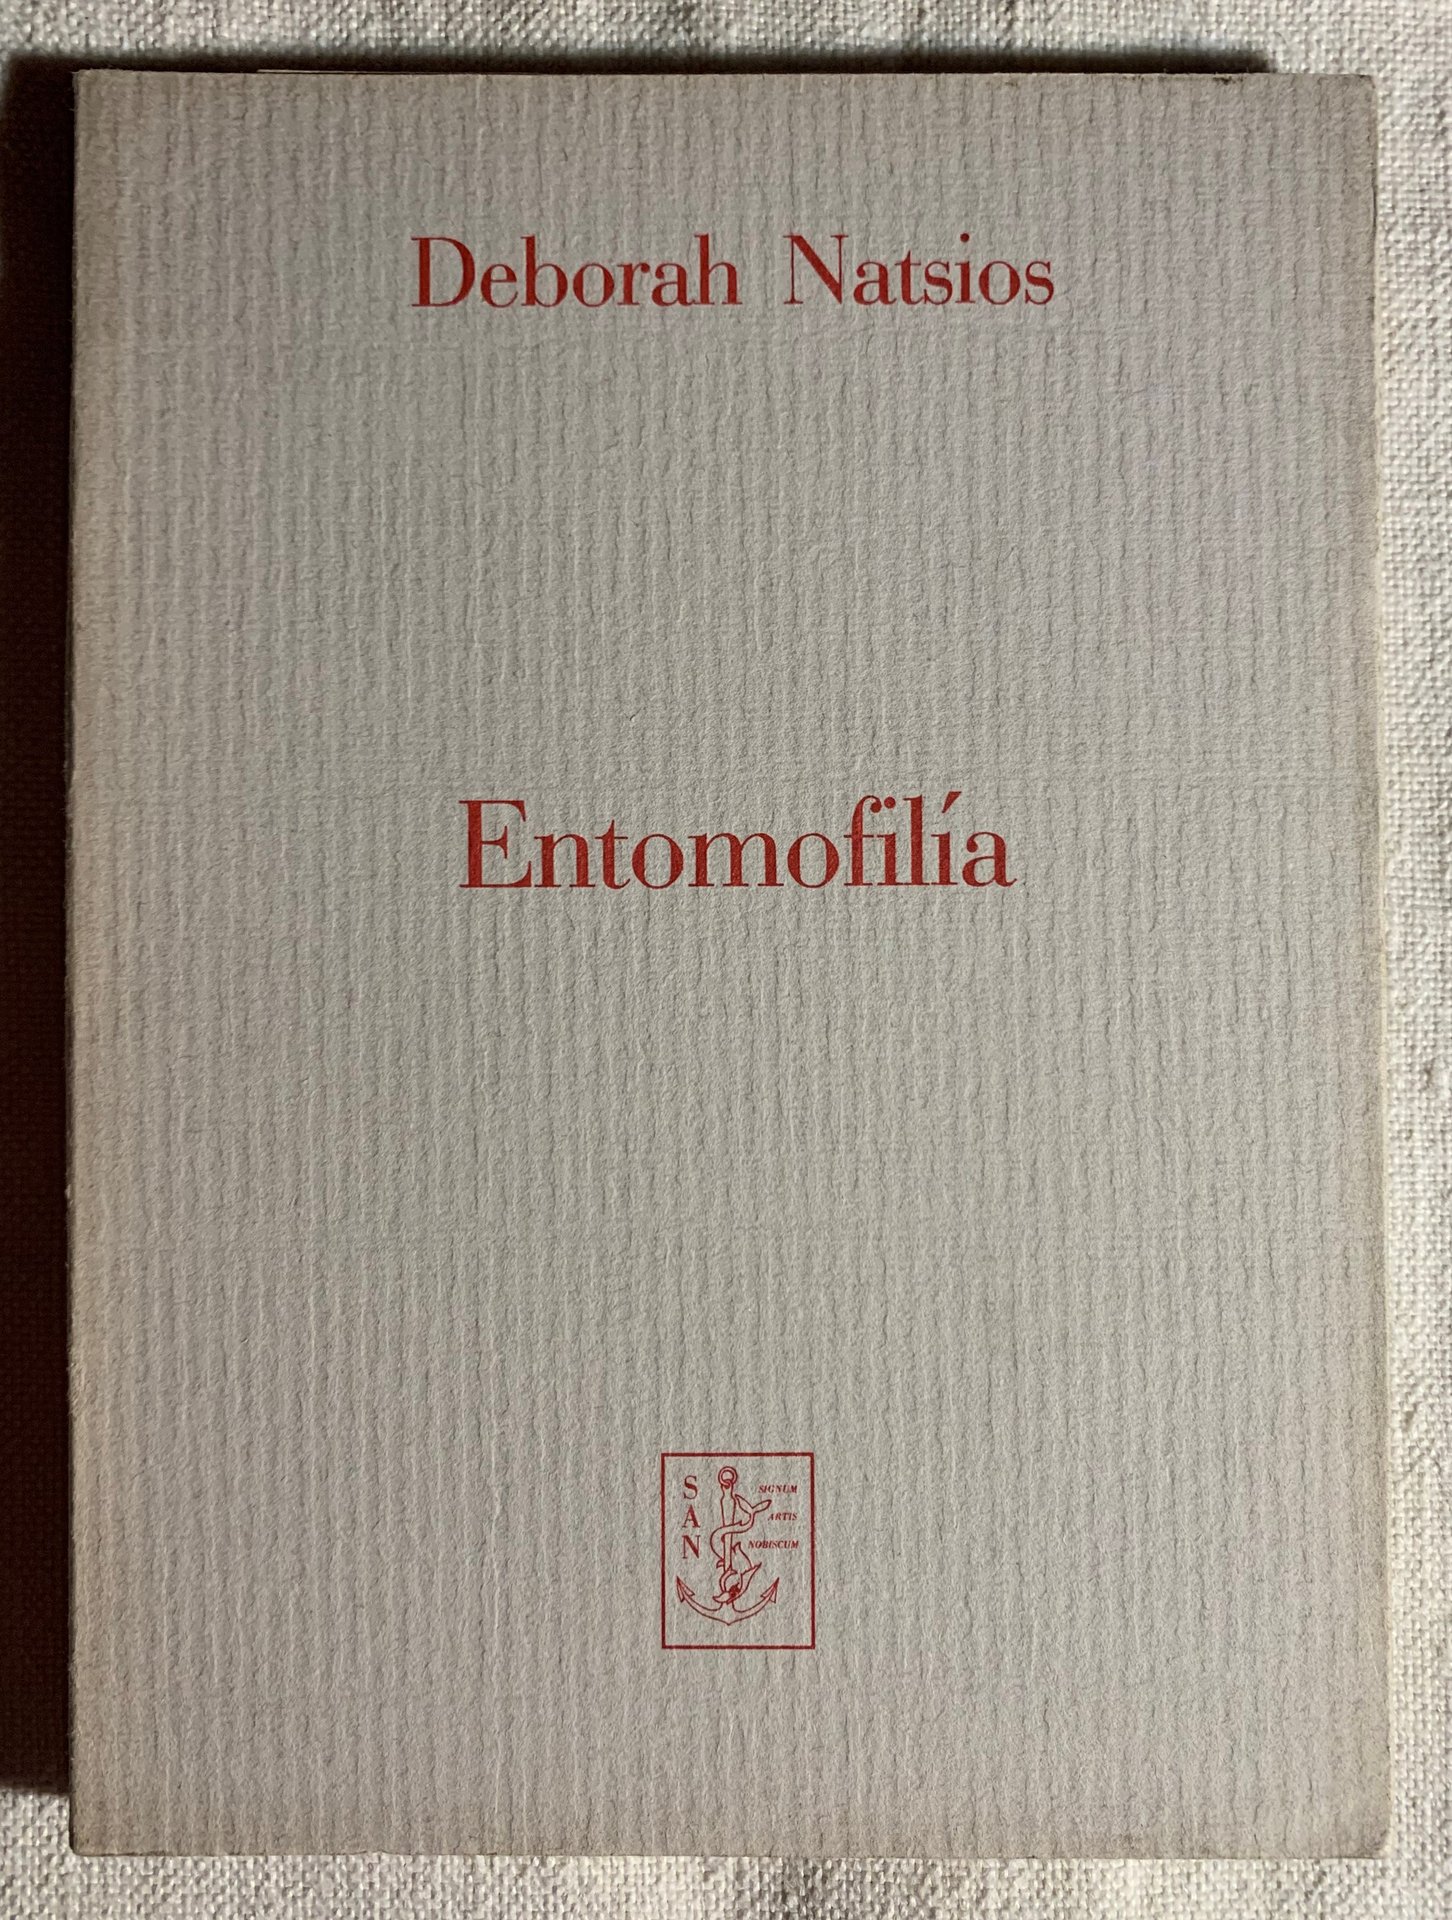 Deborah Natsios
Entomofilía
S SIGNUM
A ARTIS
N NOBISCUM